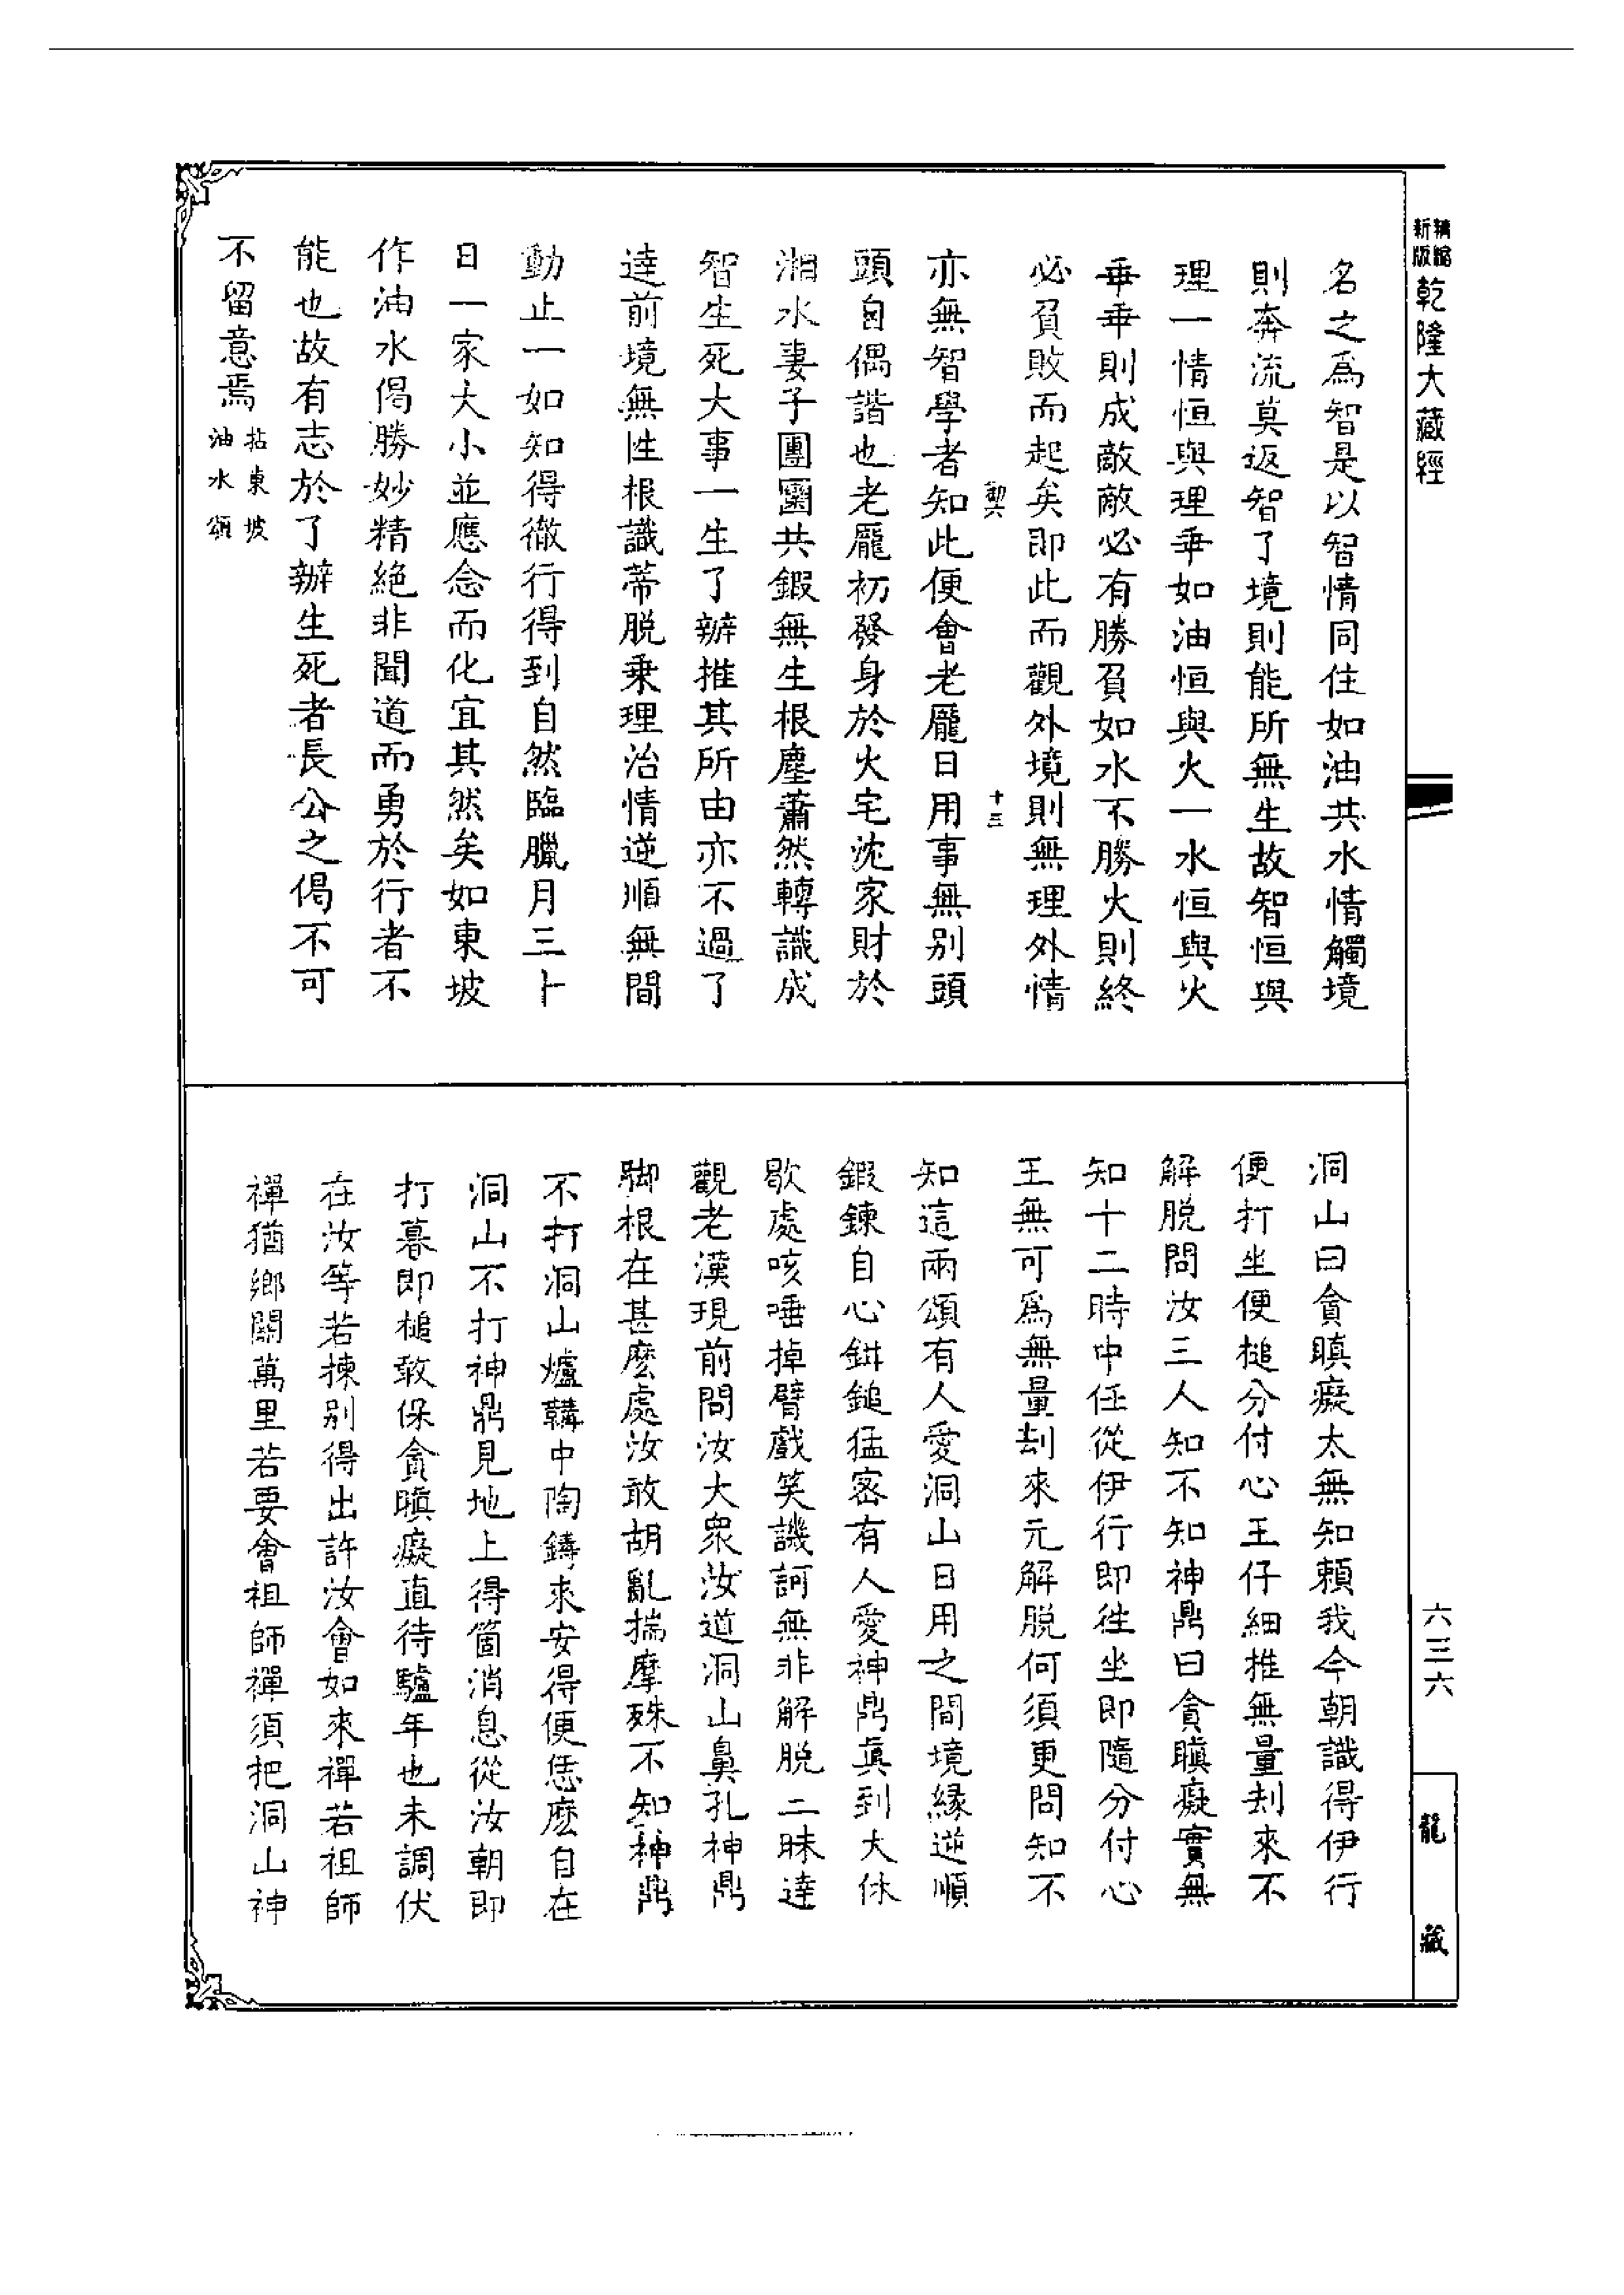 精縮
新版
乾隆大藏經
名之爲智是以智情同住如油共水情觸境
則奔流莫返智了境則能所無生故智恒與
理一情恒與理乖如油恒與火一水恒與火
乖乖則成敵敵必有勝負如水不勝火則終
必負敗而起矣即此而觀外境則無理外情
勤六
十三
亦無智學者知此便會老龐日用事無别頭
頭自偶諧也老龐初發身於火宅沈家財於
湘水妻子團圞共鍜無生根塵蕭然轉識成
智生死大事一生了辦推其所由亦不過了
達前境無性根識蒂脱乘理治情逆順無間
動止一如知得徹行得到自然臨臘月三十
日一家大小並應念而化宜其然矣如東坡
作油水偈勝妙精絶非聞道而勇於行者不
能也故有志於了辦生死者長公之偈不可
不留意焉
拈東坡
油水頌
洞山曰貪瞋癡太無知賴我今朝識得伊行
便打坐便槌分付心王仔細推無量刦來不
解脱問汝三人知不知神鼎曰貪瞋癡實無
知十二時中任從伊行即往坐即隨分付心
王無可爲無量刦來元解脱何須更問知不
知這兩頌有人愛洞山日用之間境緣逆順
鍜鍊自心鉗鎚猛密有人愛神鼎眞到大休
歇處咳唾掉臂戲笑譏訶無非解脱二昧達
觀老漢現前問汝大衆汝道洞山鼻孔神鼎
脚根在甚麽處汝敢胡亂揣摩殊不知神鼎
不打洞山爐韝中陶鑄來安得便恁麽自在
洞山不打神鼎見地上得箇消息從汝朝即
打暮即槌敢保貪瞋癡直待驢年也未調伏
在汝等若揀别得出許汝會如來禪若祖師
禪猶鄉關萬里若要會祖師禪須把洞山神
六三六
龍藏